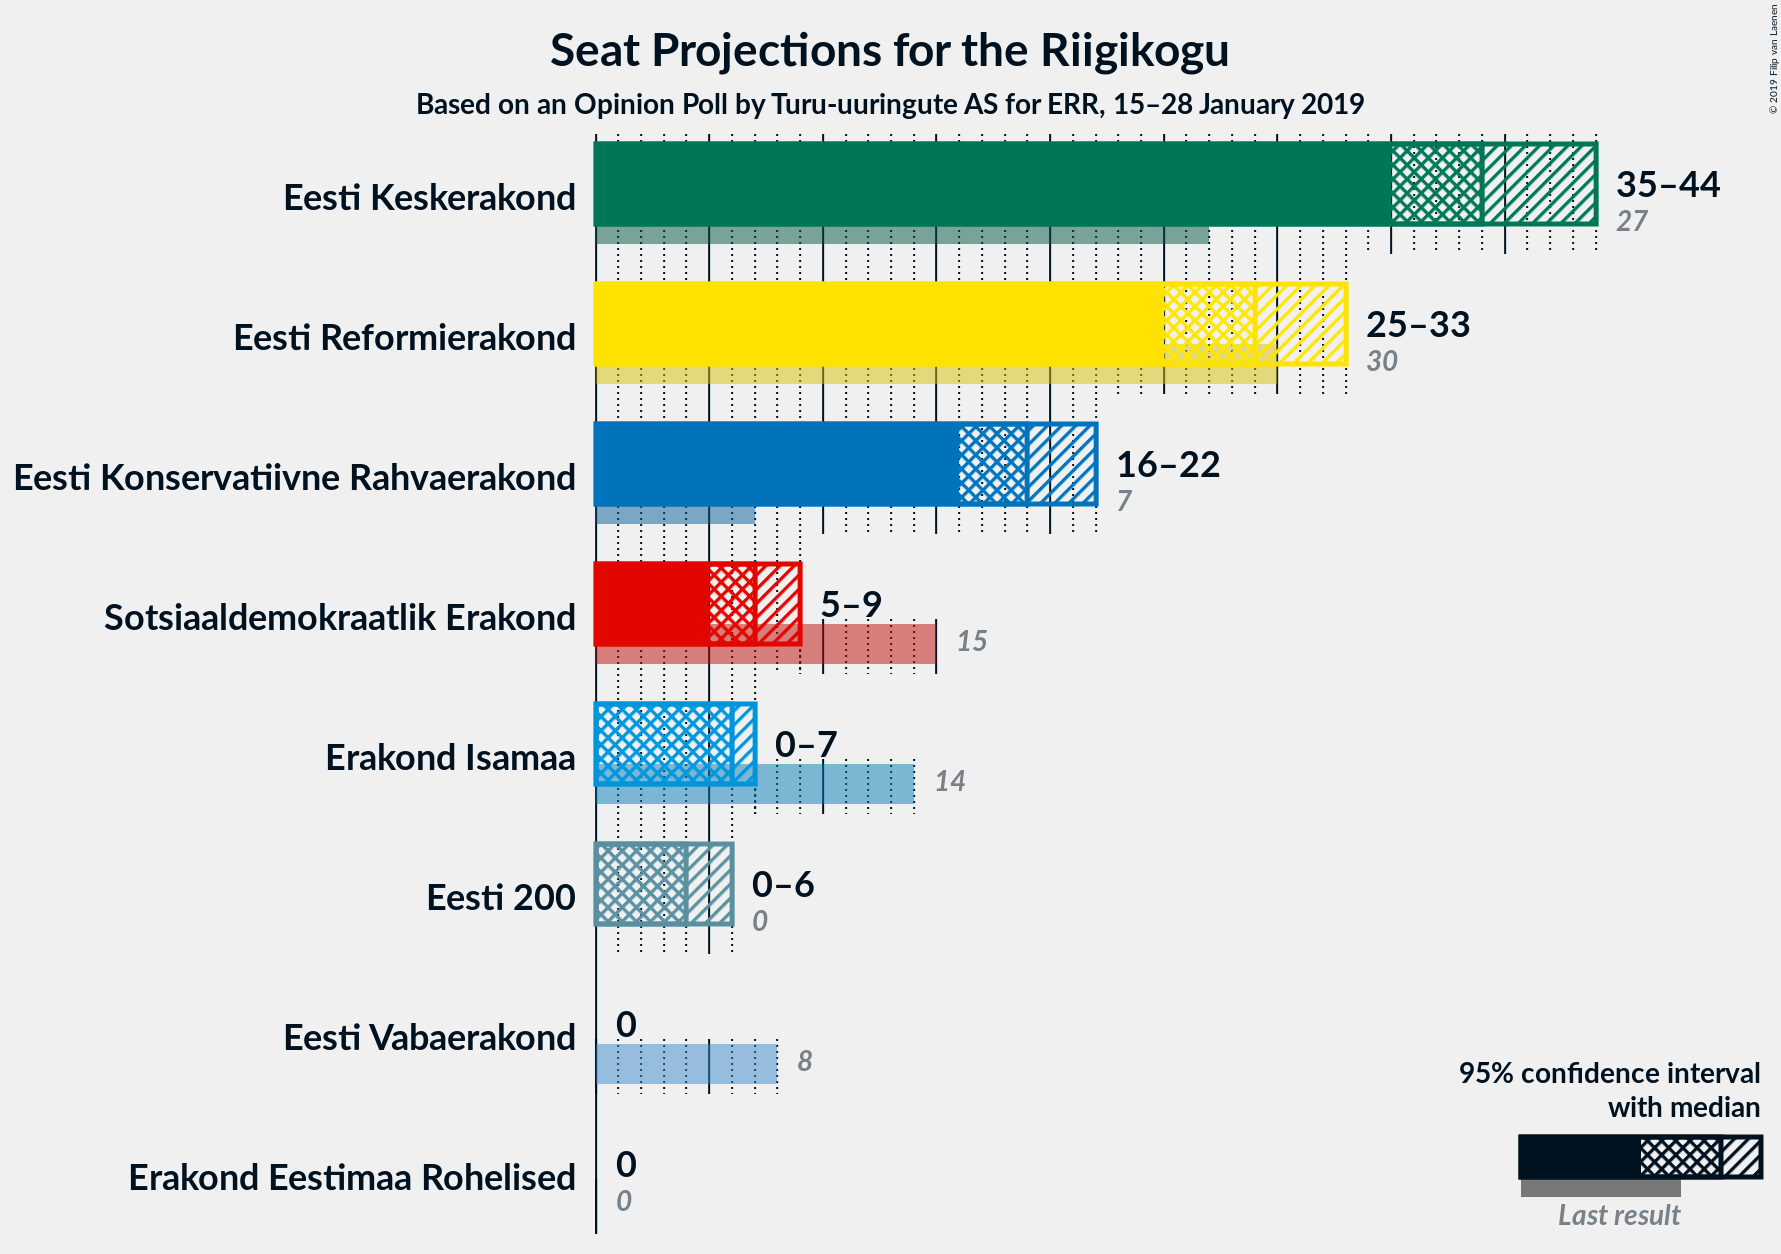 Seat Projections for the Riigikogu
Based on an Opinion Poll by Turu-uuringute AS for ERR, 15–28 January 2019
© 2019 Filip van Laenen
Eesti Keskerakond
35–44
27
Eesti Reformierakond
25–33
30
Eesti Konservatiivne Rahvaerakond
16–22
7
Sotsiaaldemokraatlik Erakond
5–9
15
Erakond Isamaa
0–7
14
Eesti 200
0–6
0
Eesti Vabaerakond
0
8
Erakond Eestimaa Rohelised
0
0
95% confidence interval
with median
Last result